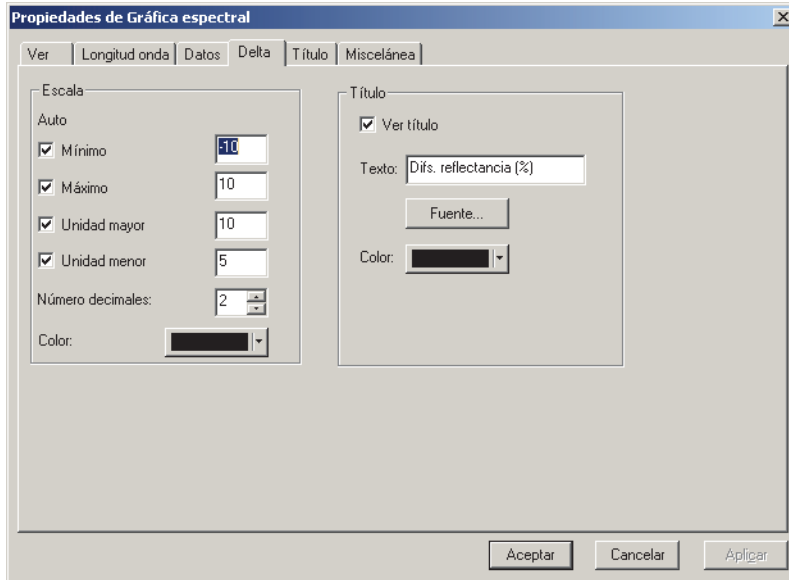 Propiedades de Gráfica espectral
Ver Longitud onda Datos Delta Título Miscelánea
Escala
Auto
Mínimo -10
Máximo 10
Unidad mayor 10
Unidad menor 5
Número decimales: 2
Color:
Título
Ver título
Texto: Difs. reflectancia (%)
Fuente...
Color:
Aceptar Cancelar Aplicar